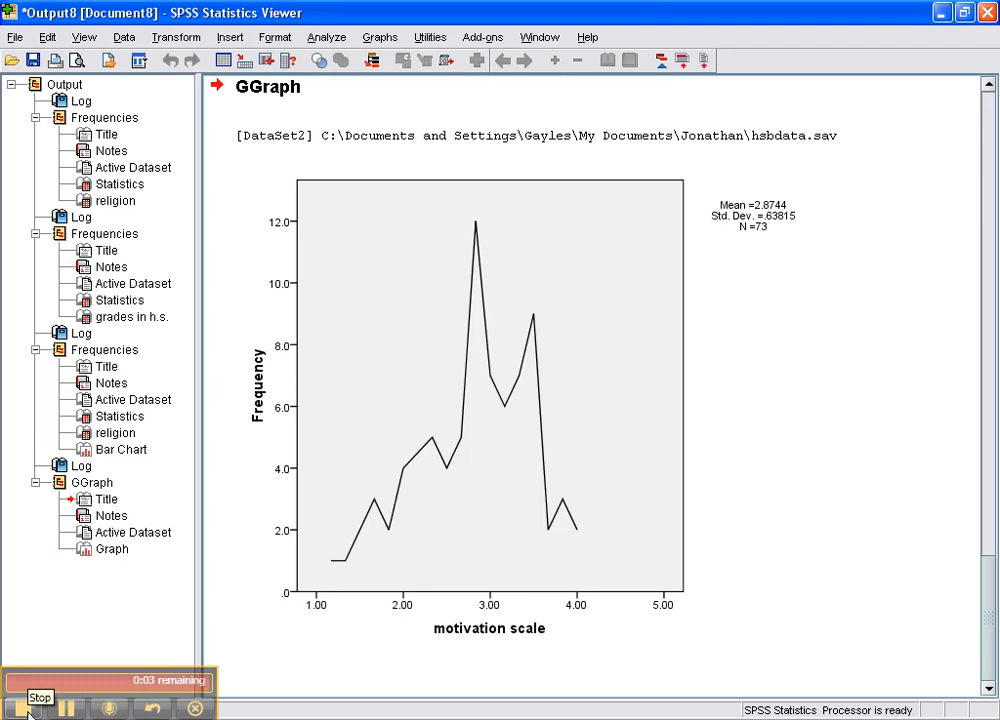 *Output8 [Document8] - SPSS Statistics Viewer
File Edit View Data Transform Insert Format Analyze Graphs Utilities Add-ons Window Help
Output
Log
Frequencies
Title
Notes
Active Dataset
Statistics
religion
Log
Frequencies
Title
Notes
Active Dataset
Statistics
grades in h.s.
Log
Frequencies
Title
Notes
Active Dataset
Statistics
religion
Bar Chart
Log
GGraph
Title
Notes
Active Dataset
Graph
GGraph
[DataSet2] C:\Documents and Settings\Gayles\My Documents\Jonathan\hsbdata.sav
Mean =2.8744
Std. Dev. =.63815
N =73
12.0
10.0
8.0
6.0
4.0
2.0
.0
Frequency
1.00 2.00 3.00 4.00 5.00
motivation scale
0:03 remaining
Stop
SPSS Statistics Processor is ready